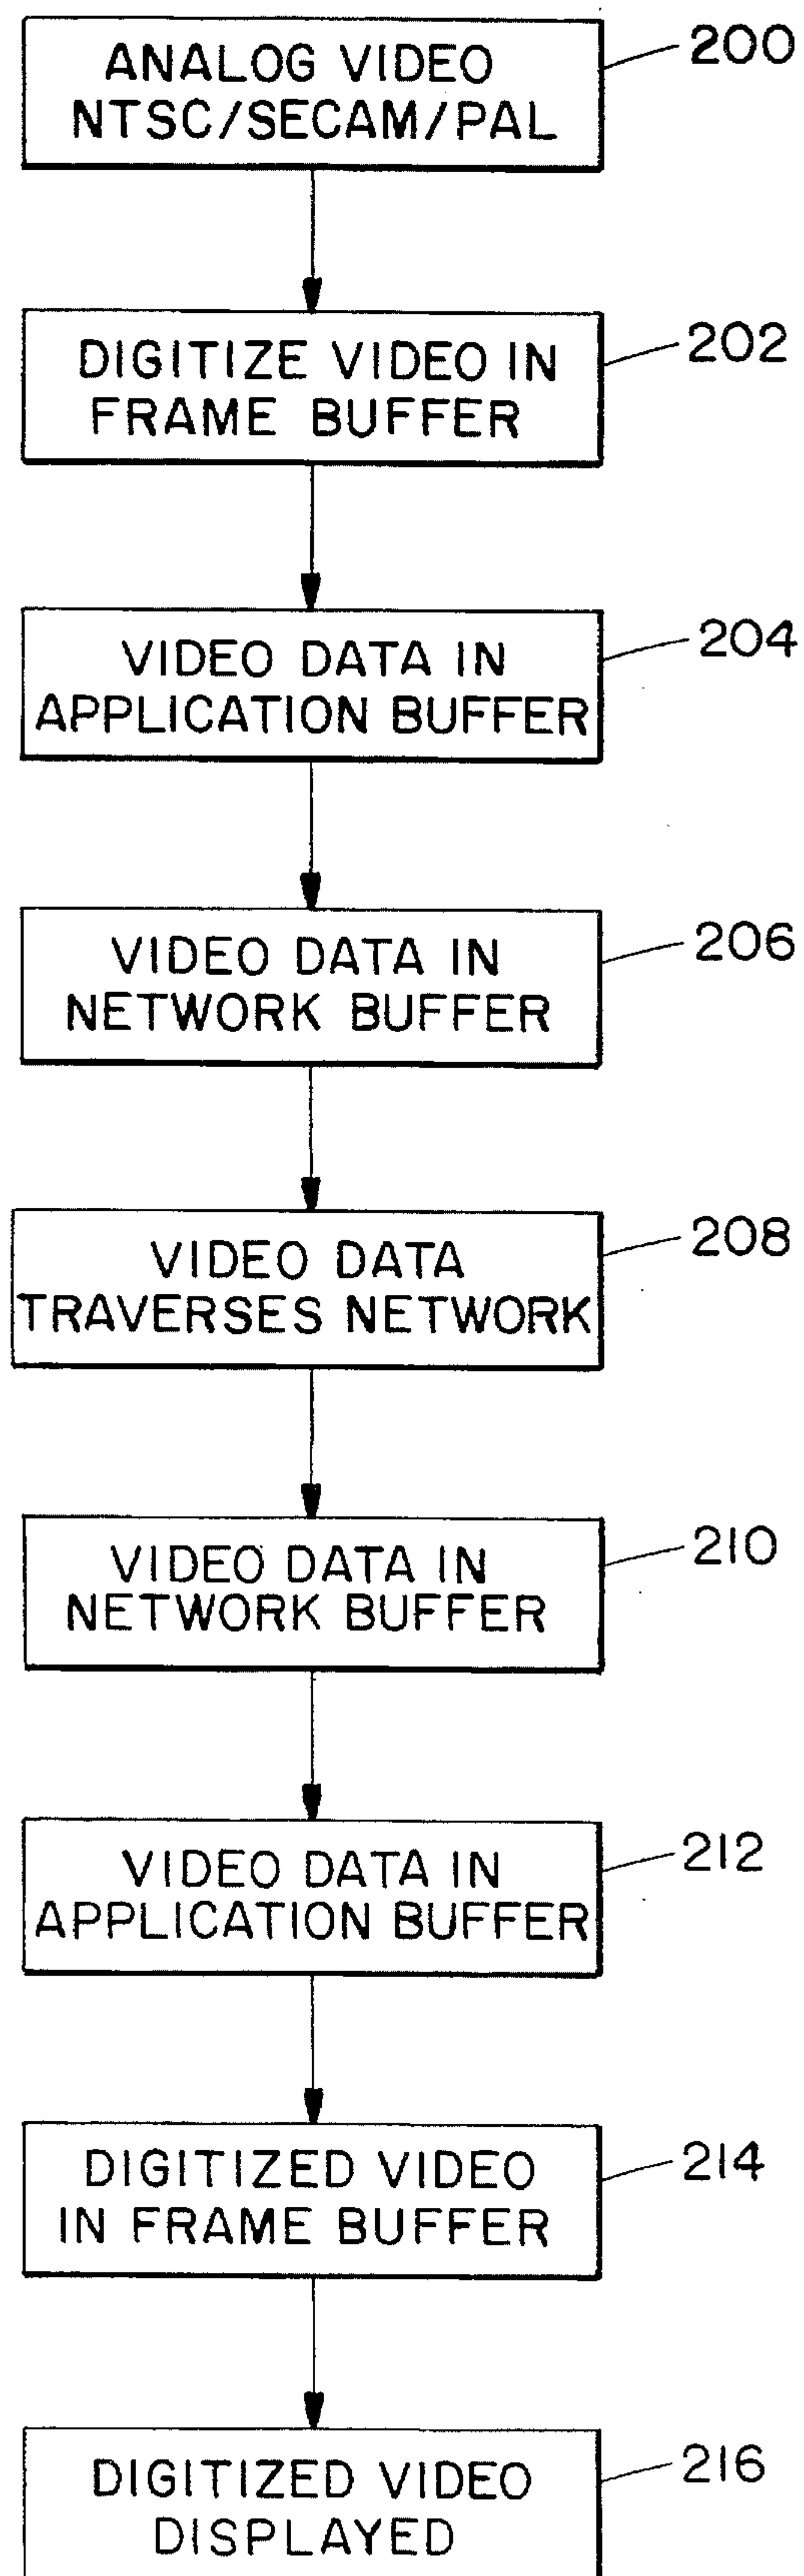 ANALOG VIDEO
NTSC/SECAM/PAL
200
DIGITIZE VIDEO IN
FRAME BUFFER
202
VIDEO DATA IN
APPLICATION BUFFER
204
VIDEO DATA IN
NETWORK BUFFER
206
VIDEO DATA
TRAVERSES NETWORK
208
VIDEO DATA IN
NETWORK BUFFER
210
VIDEO DATA IN
APPLICATION BUFFER
212
DIGITIZED VIDEO
IN FRAME BUFFER
214
DIGITIZED VIDEO
DISPLAYED
216